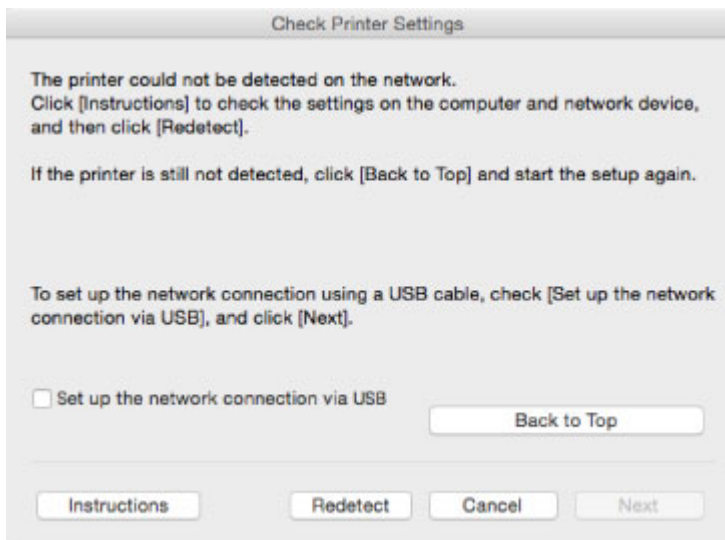 Check Printer Settings
The printer could not be detected on the network.
Click [Instructions] to check the settings on the computer and network device,
and then click [Redetect].
If the printer is still not detected, click [Back to Top] and start the setup again.
To set up the network connection using a USB cable, check [Set up the network
connection via USB], and click [Next].
Set up the network connection via USB
Back to Top
Instructions
Redetect
Cancel
Next